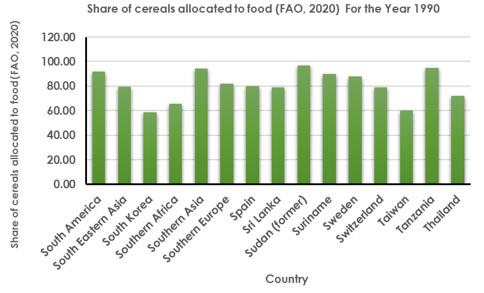 Share of cereals allocated to food (FAO, 2020)  For the Year 1990
Share of cereals allocated to food(FAO, 2020)
120.00
100.00
80.00
60.00
40.00
20.00
0.00
South America
South Eastern Asia
South Korea
Southern Africa
Southern Asia
Southern Europe
Spain
Sri Lanka
Sudan (former)
Suriname
Sweden
Switzerland
Taiwan
Tanzania
Thailand
Country